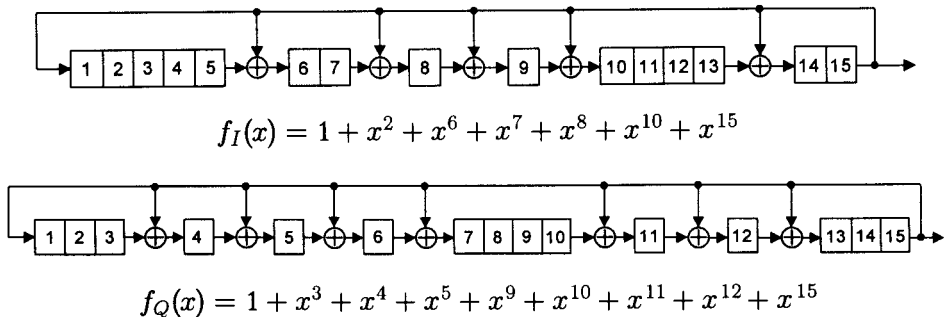 1 2 3 4 5 6 7 8 9 10 11 12 13 14 15
f_I(x) = 1 + x^2 + x^6 + x^7 + x^8 + x^10 + x^15
1 2 3 4 5 6 7 8 9 10 11 12 13 14 15
f_Q(x) = 1 + x^3 + x^4 + x^5 + x^9 + x^10 + x^11 + x^12 + x^15